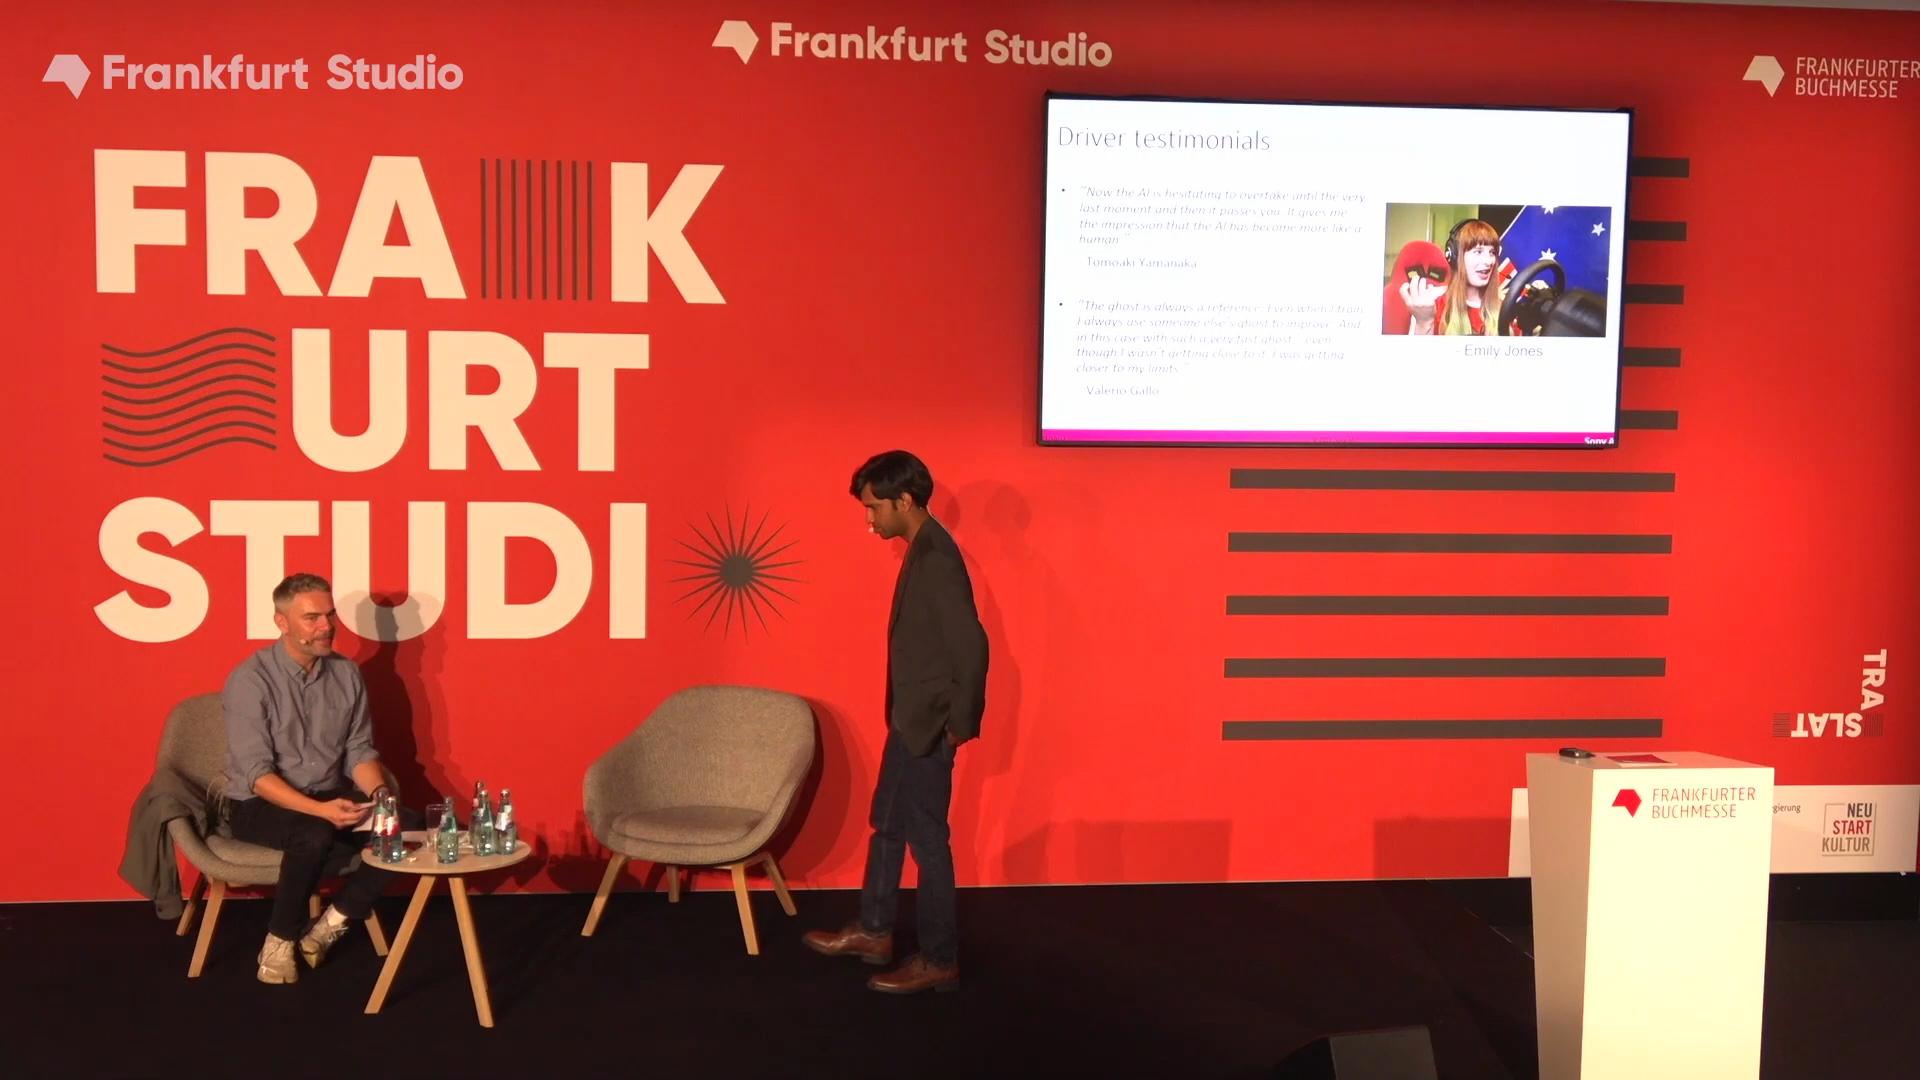 Frankfurt Studio
Frankfurt Studio
FRANKFURTER
BUCHMESSE
FRA K
URT
STUDI
Driver testimonials
• "Now the AI is hesitating to overtake until the very
last moment and then it passes you. It gives me
the impression that the AI has become more like a
human."
Tomoaki Yamanaka
• "The ghost is always a reference. Even when I train
I always use someone else's ghost to improve. And
in this case with such a very fast ghost... even
though I wasn't getting close to it, I was getting
closer to my limits."
Valerio Gallo
- Emily Jones
Sony A
TRA
SLAT
FRANKFURTER
BUCHMESSE
gierung
NEU
START
KULTUR
FRANKFURTER
BUCHMESSE